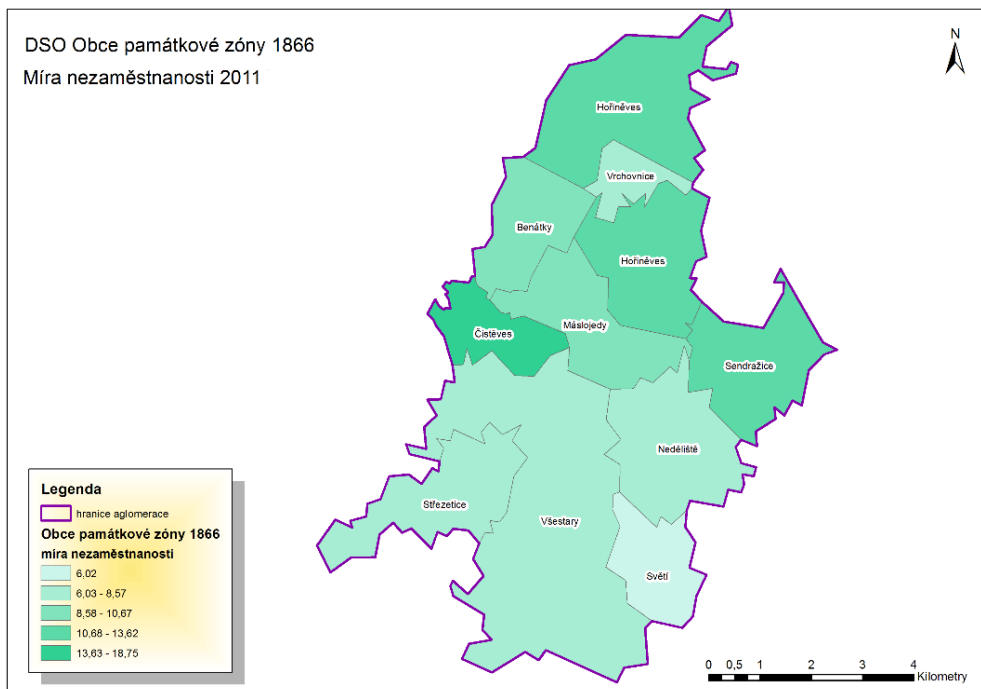 DSO Obce památkové zóny 1866
Míra nezaměstnanosti 2011
N
Hořiněves
Vrchovnice
Benátky
Hořiněves
Máslojedy
Čistěves
Sendražice
Neděliště
Střezetice
Všestary
Světí
Legenda
hranice aglomerace
Obce památkové zóny 1866
míra nezaměstnanosti
6,02
6,03 - 8,57
8,58 - 10,67
10,68 - 13,62
13,63 - 18,75
0 0,5 1 2 3 4
Kilometry